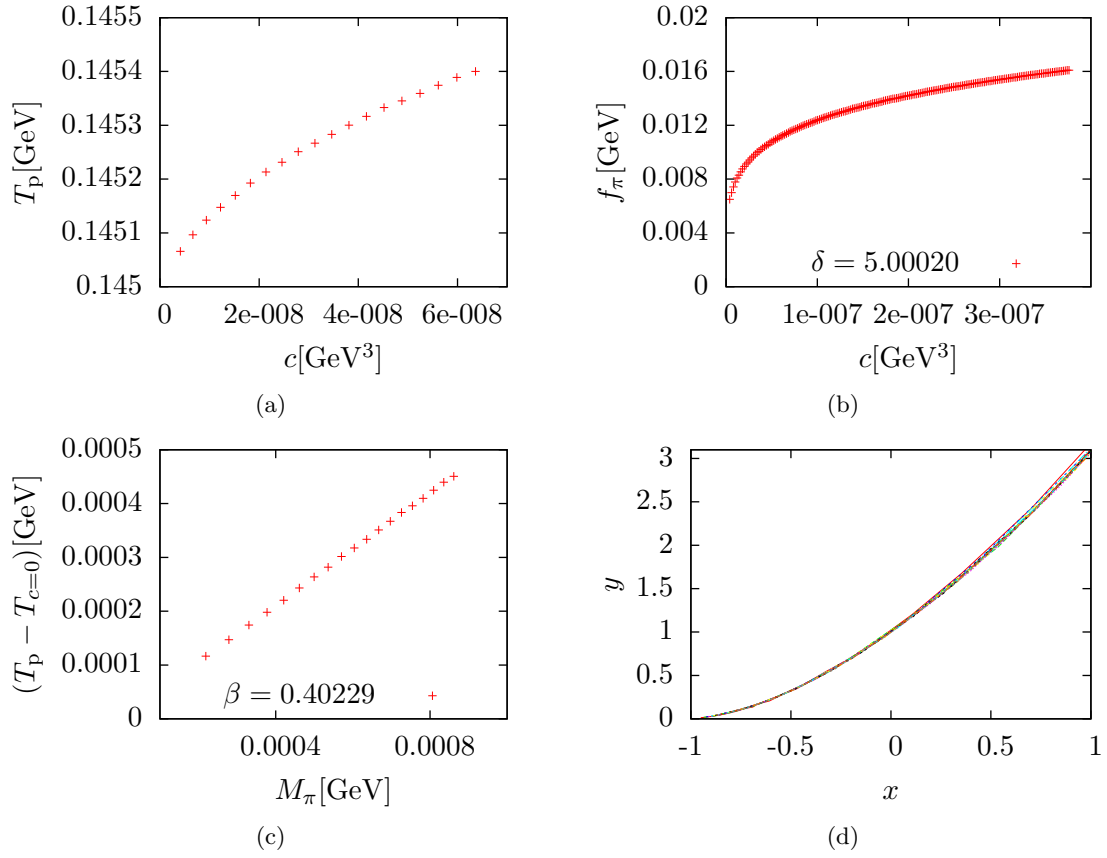 0.1455
0.1454
0.1453
0.1452
0.1451
0.145
T_p[GeV]
0 2e-008 4e-008 6e-008
c[GeV³]
(a)
0.02
0.016
0.012
0.008
0.004
0
f_π[GeV]
δ = 5.00020
0 1e-007 2e-007 3e-007
c[GeV³]
(b)
0.0005
0.0004
0.0003
0.0002
0.0001
0
(T_p − T_{c=0})[GeV]
β = 0.40229
0.0004 0.0008
M_π[GeV]
(c)
3
2.5
2
1.5
1
0.5
0
y
-1 -0.5 0 0.5 1
x
(d)